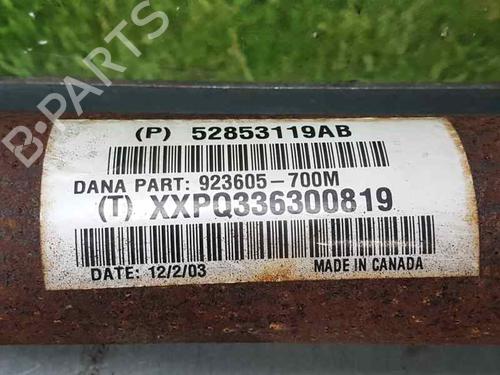 B-PARTS
(P) 52853119AB
DANA PART: 923605-700M
(T) XXPQ336300819
DATE: 12/2/03 MADE IN CANADA